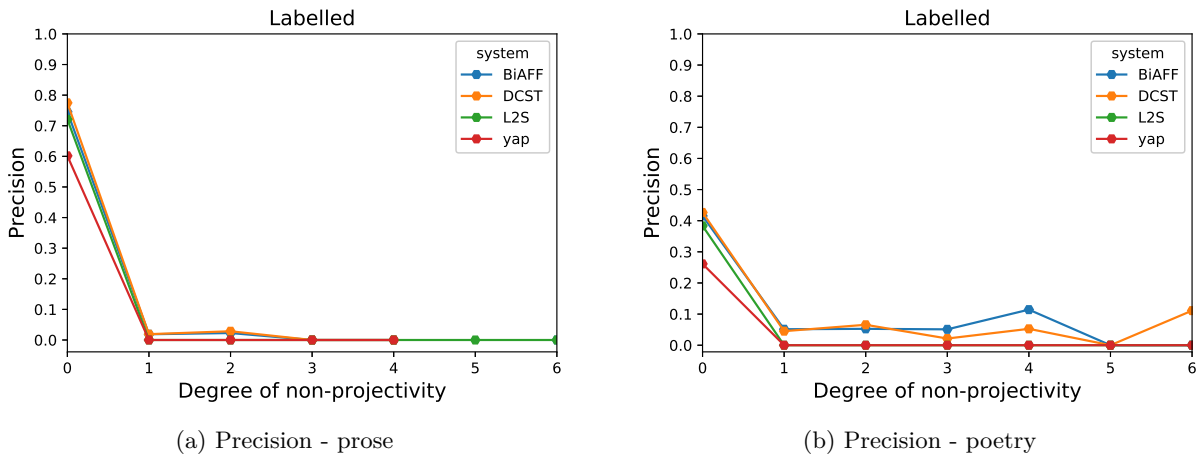 Labelled
1.0
0.9
0.8
0.7
0.6
0.5
0.4
0.3
0.2
0.1
0.0
Precision
0 1 2 3 4 5 6
Degree of non-projectivity
system
BiAFF
DCST
L2S
yap
(a) Precision - prose
Labelled
1.0
0.9
0.8
0.7
0.6
0.5
0.4
0.3
0.2
0.1
0.0
Precision
0 1 2 3 4 5 6
Degree of non-projectivity
system
BiAFF
DCST
L2S
yap
(b) Precision - poetry